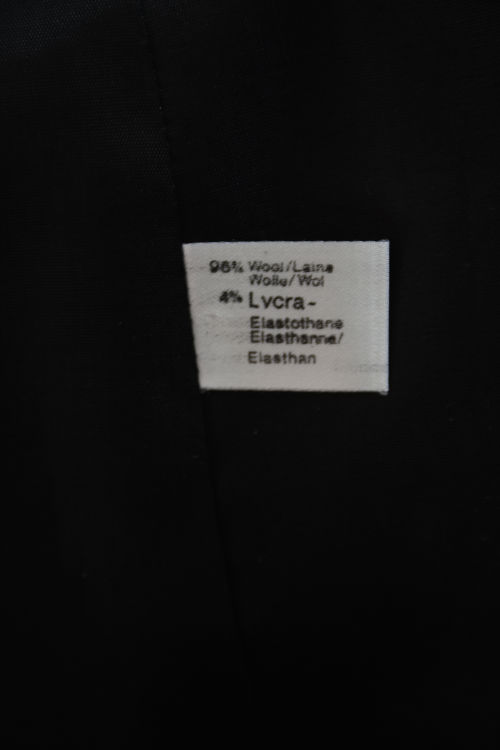 96% Wool/Laine
Wolle/Wol
4% Lycra-
Elastothane
Elasthanne/
Elasthan